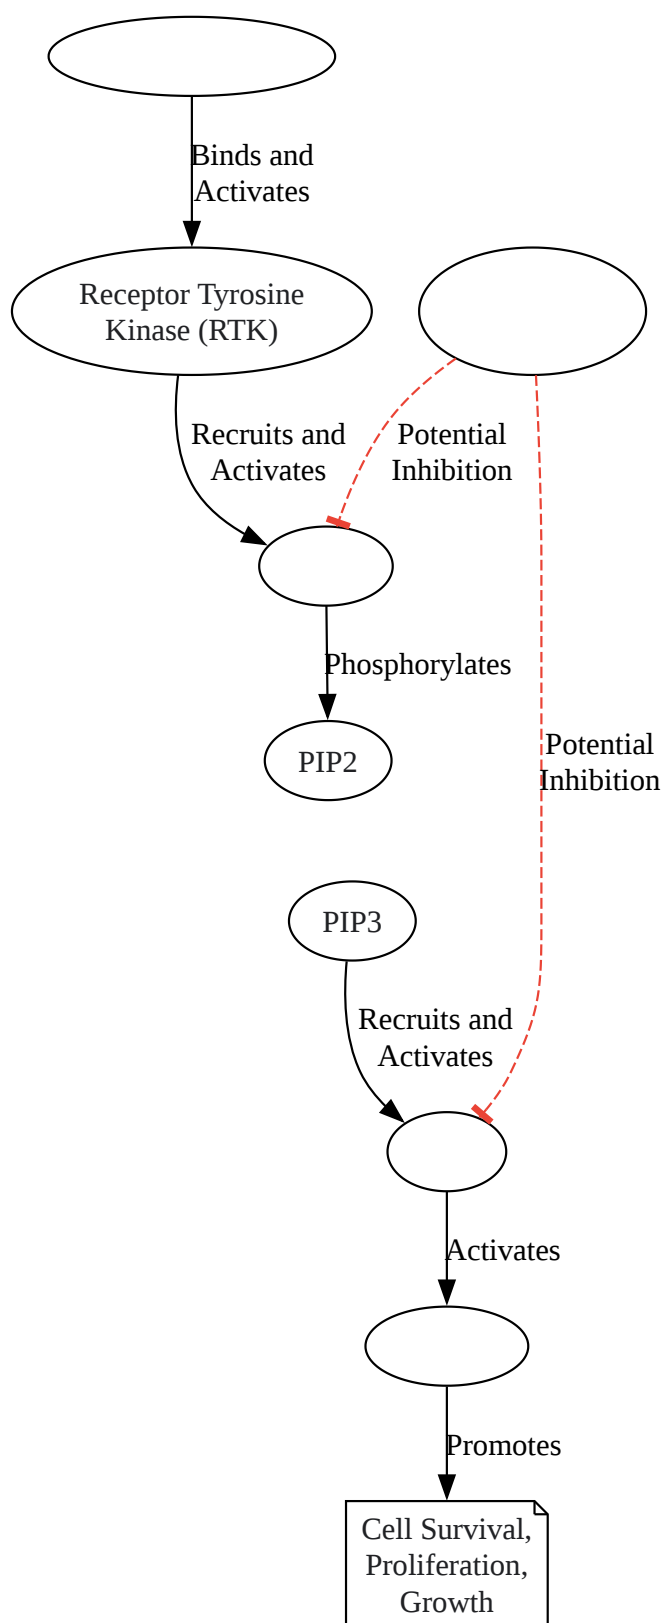 Binds and
Activates
Receptor Tyrosine
Kinase (RTK)
Recruits and
Activates
Potential
Inhibition
Phosphorylates
PIP2
Potential
Inhibition
PIP3
Recruits and
Activates
Activates
Promotes
Cell Survival,
Proliferation,
Growth